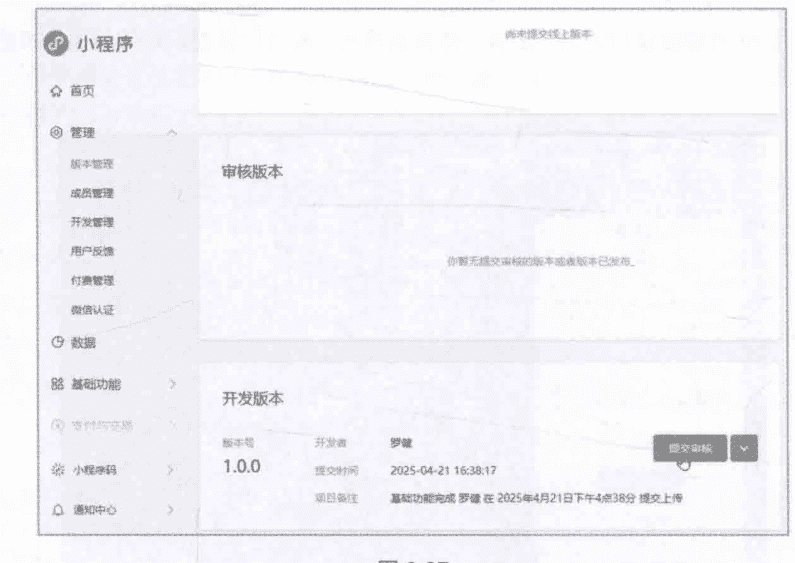 小程序
尚未提交线上版本
首页
管理
版本管理
成员管理
开发管理
用户反馈
付费管理
微信认证
数据
基础功能
小程序码
通知中心
审核版本
你暂无提交审核的版本或者版本已发布。
开发版本
版本号
1.0.0
开发者 罗健
提交时间 2025-04-21 16:38:17
项目备注 基础功能完成 罗健 在 2025年4月21日下午4点38分 提交上传
提交审核